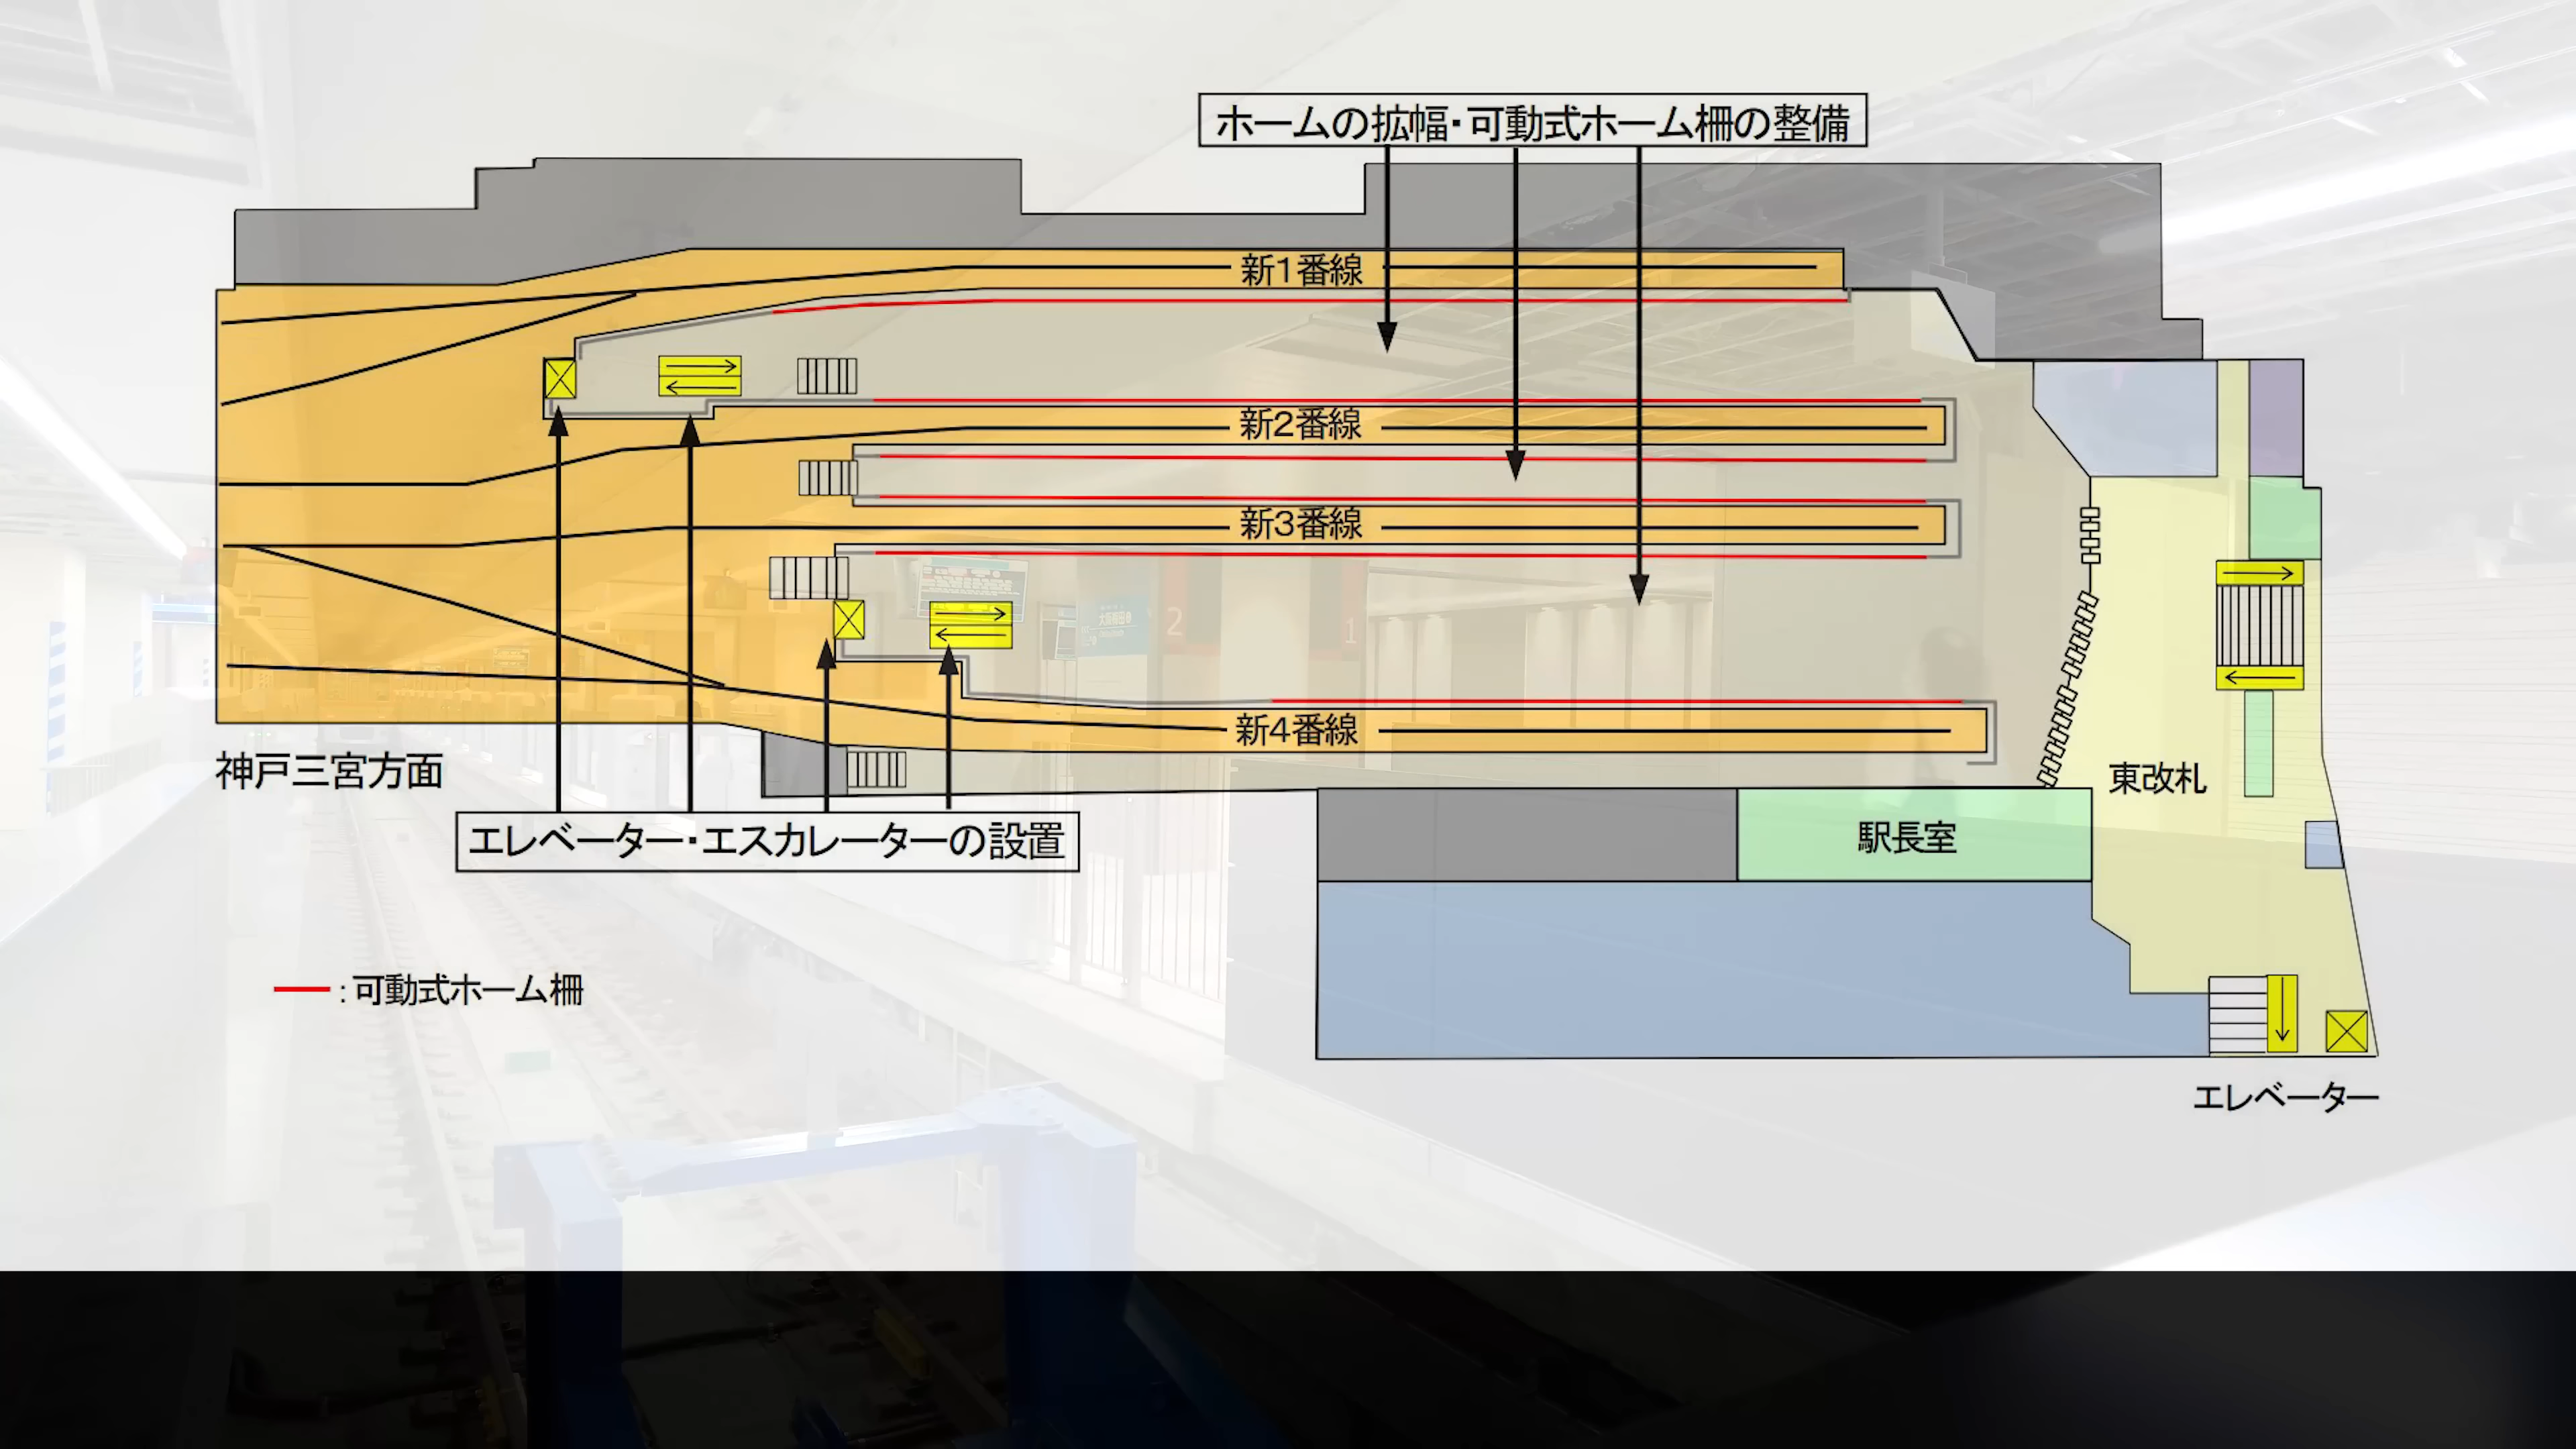 ホームの拡幅・可動式ホーム柵の整備
新1番線
新2番線
新3番線
新4番線
神戸三宮方面
東改札
エレベーター・エスカレーターの設置
駅長室
：可動式ホーム柵
エレベーター
2
1